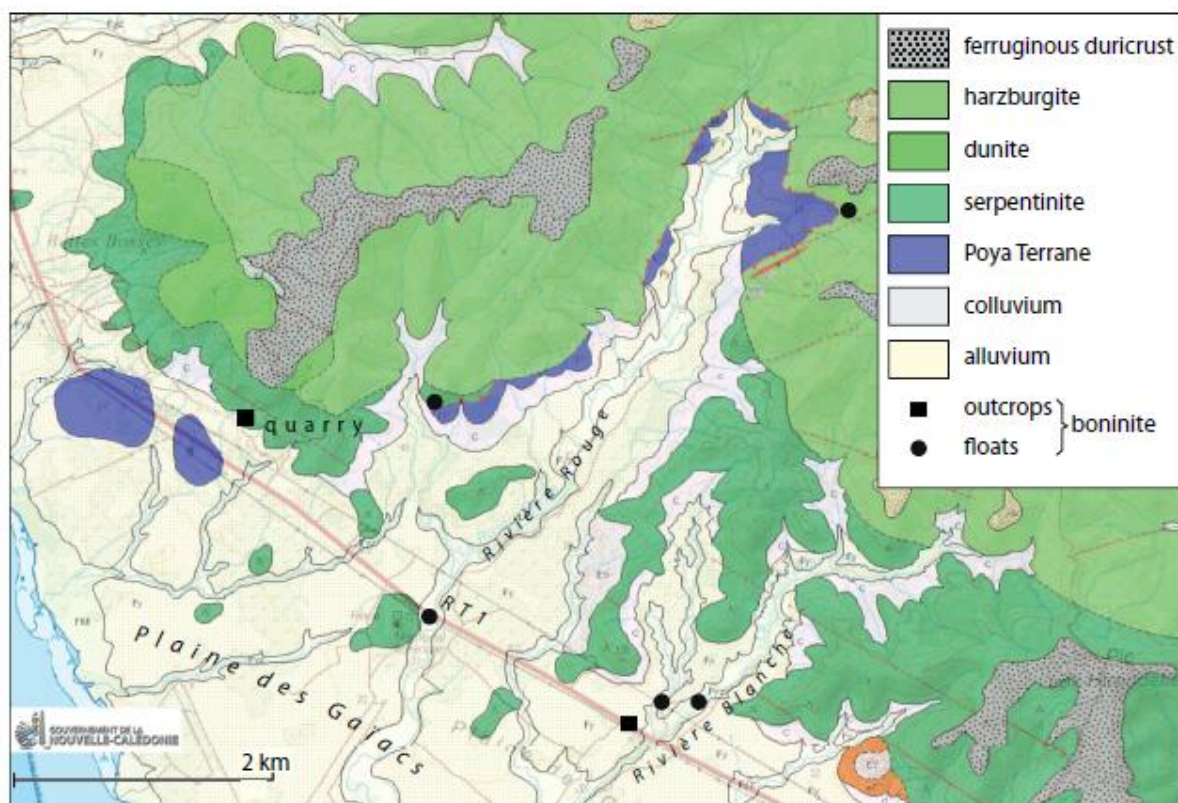 ferruginous duricrust
harzburgite
dunite
serpentinite
Poya Terrane
colluvium
alluvium
outcrops
floats
boninite
quarry
Rivière Rouge
RT1
Plaine des Gaïacs
Rivière Blanche
GOUVERNEMENT DE LA
NOUVELLE-CALÉDONIE
2 km